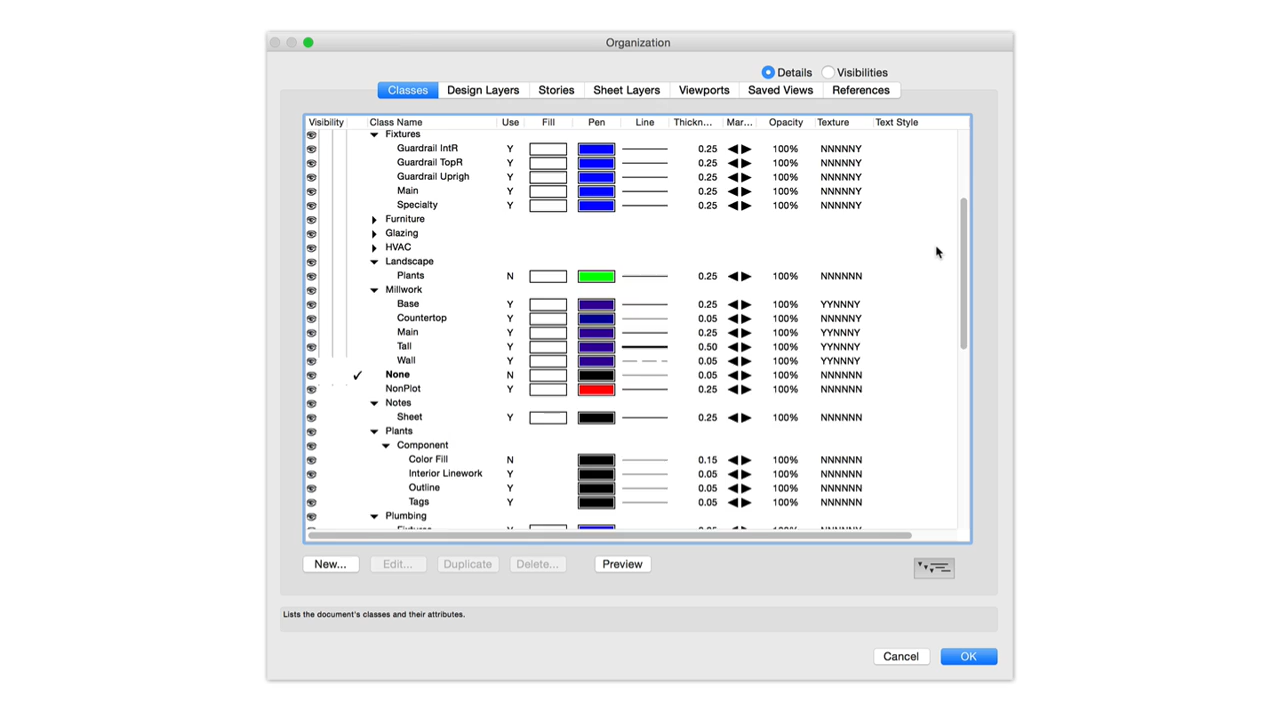 Organization
Details Visibilities
Classes Design Layers Stories Sheet Layers Viewports Saved Views References
Visibility Class Name Use Fill Pen Line Thickn... Mar... Opacity Texture Text Style
Fixtures
Guardrail IntR Y 0.25 100% NNNNNY
Guardrail TopR Y 0.25 100% NNNNNY
Guardrail Uprigh Y 0.25 100% NNNNNY
Main Y 0.25 100% NNNNNY
Specialty Y 0.25 100% NNNNNY
Furniture
Glazing
HVAC
Landscape
Plants N 0.25 100% NNNNNN
Millwork
Base Y 0.25 100% YYNNNY
Countertop Y 0.05 100% NNNNNY
Main Y 0.25 100% YYNNNY
Tall Y 0.50 100% YYNNNY
Wall Y 0.05 100% YYNNNY
None N 0.05 100% NNNNNN
NonPlot Y 0.25 100% NNNNNN
Notes
Sheet Y 0.25 100% NNNNNN
Plants
Component
Color Fill N 0.15 100% NNNNNN
Interior Linework Y 0.05 100% NNNNNN
Outline Y 0.05 100% NNNNNN
Tags Y 0.05 100% NNNNNN
Plumbing
New... Edit... Duplicate Delete... Preview
Lists the document's classes and their attributes.
Cancel OK